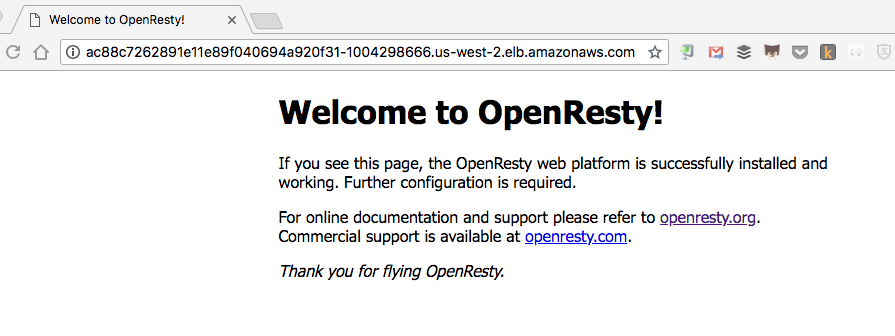 Welcome to OpenResty!
ac88c7262891e11e89f040694a920f31-1004298666.us-west-2.elb.amazonaws.com
Welcome to OpenResty!
If you see this page, the OpenResty web platform is successfully installed and
working. Further configuration is required.
For online documentation and support please refer to openresty.org.
Commercial support is available at openresty.com.
Thank you for flying OpenResty.